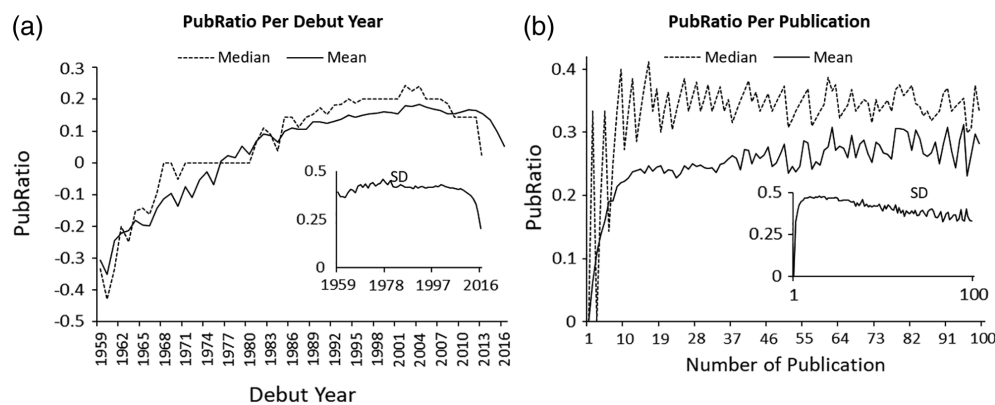 (a)
PubRatio Per Debut Year
Median
Mean
PubRatio
0.3
0.2
0.1
0
-0.1
-0.2
-0.3
-0.4
-0.5
SD
0.5
0.25
0
1959 1978 1997 2016
1959 1962 1965 1968 1971 1974 1977 1980 1983 1986 1989 1992 1995 1998 2001 2004 2007 2010 2013 2016
Debut Year
(b)
PubRatio Per Publication
Median
Mean
PubRatio
0.4
0.3
0.2
0.1
0
SD
0.5
0.25
0
1 100
1 10 19 28 37 46 55 64 73 82 91 100
Number of Publication